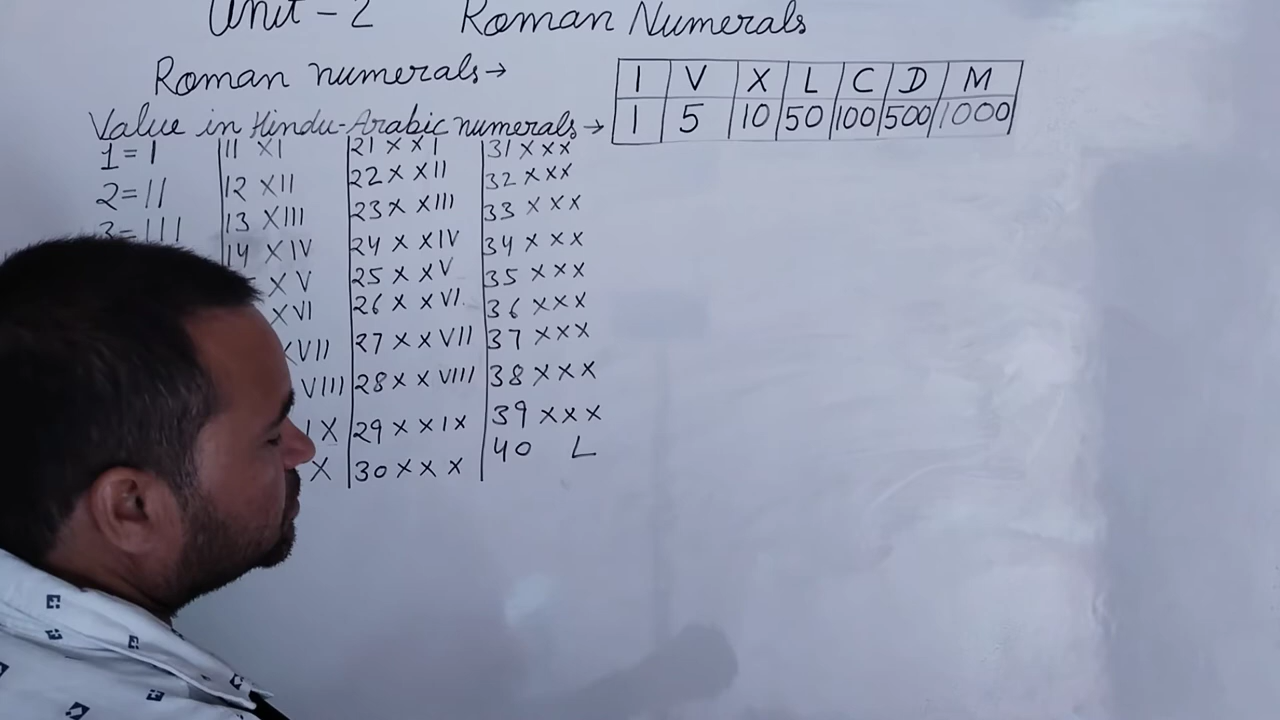 Unit - 2 Roman Numerals
Roman numerals →
I V X L C D M
Value in Hindu-Arabic numerals →
1 5 10 50 100 500 1000
1 = I
2 = II
3 = III
11 XI
12 XII
13 XIII
14 XIV
XV
XVI
XVII
VIII
IX
X
21 XXI
22 XXII
23 XXIII
24 XXIV
25 XXV
26 XXVI.
27 XXVII
28 XXVIII
29 XXIX
30 XXX
31 XXX
32 XXX
33 XXX
34 XXX
35 XXX
36 XXX
37 XXX
38 XXX
39 XXX
40 L